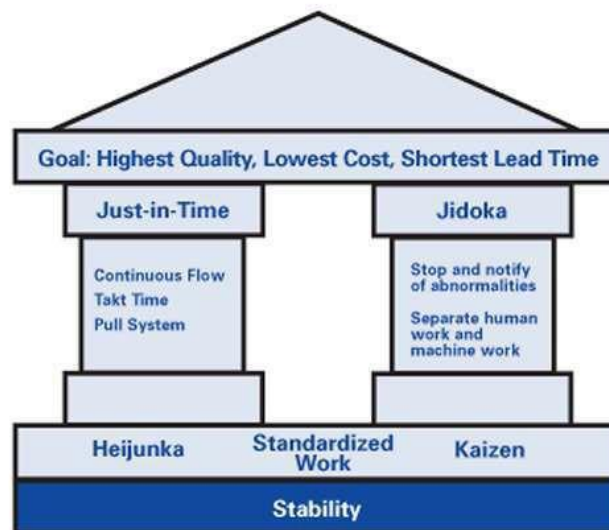 Goal: Highest Quality, Lowest Cost, Shortest Lead Time
Just-in-Time
Continuous Flow
Takt Time
Pull System
Jidoka
Stop and notify
of abnormalities
Separate human
work and
machine work
Heijunka
Standardized
Work
Kaizen
Stability